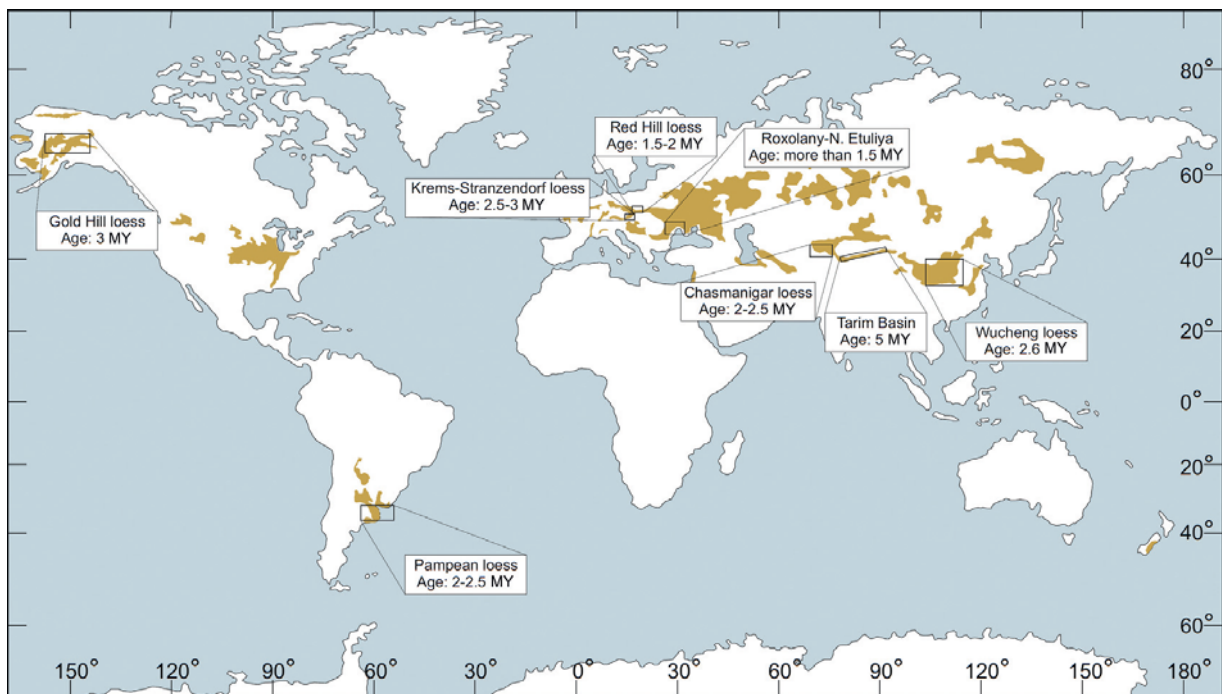 80°
Red Hill loess
Age: 1.5-2 MY
Roxolany-N. Etuliya
Age: more than 1.5 MY
60°
Krems-Stranzendorf loess
Age: 2.5-3 MY
Gold Hill loess
Age: 3 MY
40°
Chasmanigar loess
Age: 2-2.5 MY
Tarim Basin
Age: 5 MY
Wucheng loess
Age: 2.6 MY
20°
0°
20°
40°
Pampean loess
Age: 2-2.5 MY
60°
150° 120° 90° 60° 30° 0° 30° 60° 90° 120° 150° 180°